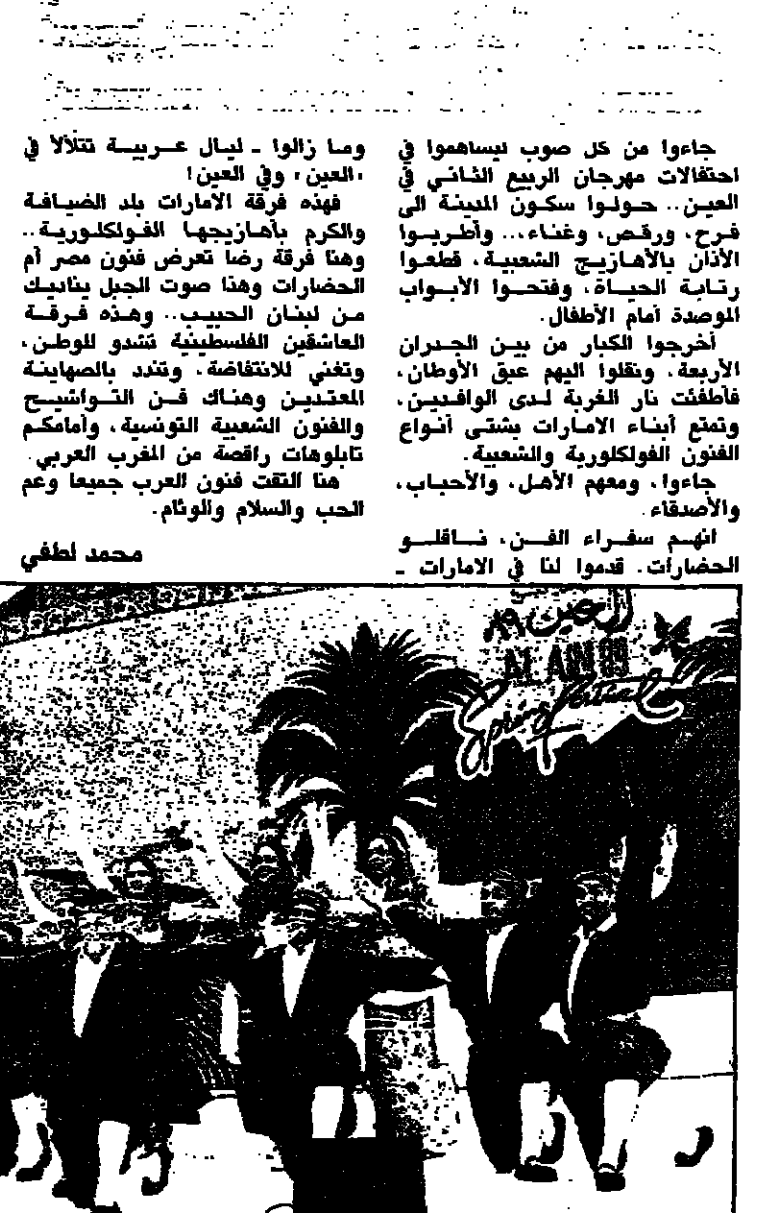 جاءوا من كل صوب ليساهموا في
احتفالات مهرجان الربيع الثاني في
العين.. حولوا سكون المدينة الى
فرح، ورقص، وغناء... وأطربوا
الأذان بالأهازيج الشعبية، قطعوا
رتابة الحياة، وفتحوا الأبواب
الموصدة أمام الأطفال.
أخرجوا الكبار من بين الجدران
الأربعة، ونقلوا اليهم عبق الأوطان،
فأطفئت نار الغربة لدى الوافدين،
وتمتع أبناء الامارات بشتى أنواع
الفنون الفولكلورية والشعبية.
جاءوا، ومعهم الأهل، والأحباب،
والأصدقاء.
انهم سفراء الفن، ناقلو
الحضارات، قدموا لنا في الامارات ـ
وما زالوا ـ ليال عربية تتلألأ في
«العين» وفي العين!
فهذه فرقة الامارات بلد الضيافة
والكرم بأهازيجها الفولكلورية..
وهنا فرقة رضا تعرض فنون مصر أم
الحضارات وهنا صوت الجبل يناديك
من لبنان الحبيب.. وهذه فرقة
العاشقين الفلسطينية تشدو للوطن،
وتغني للانتفاضة، وتندد بالصهاينة
المعتدين وهناك فن التواشيح
والفنون الشعبية التونسية، وأمامكم
تابلوهات راقصة من المغرب العربي.
هنا التقت فنون العرب جميعا وعم
الحب والسلام والوئام.
محمد لطفي
العين ٨٩
AL AIN 89
Spring Festival